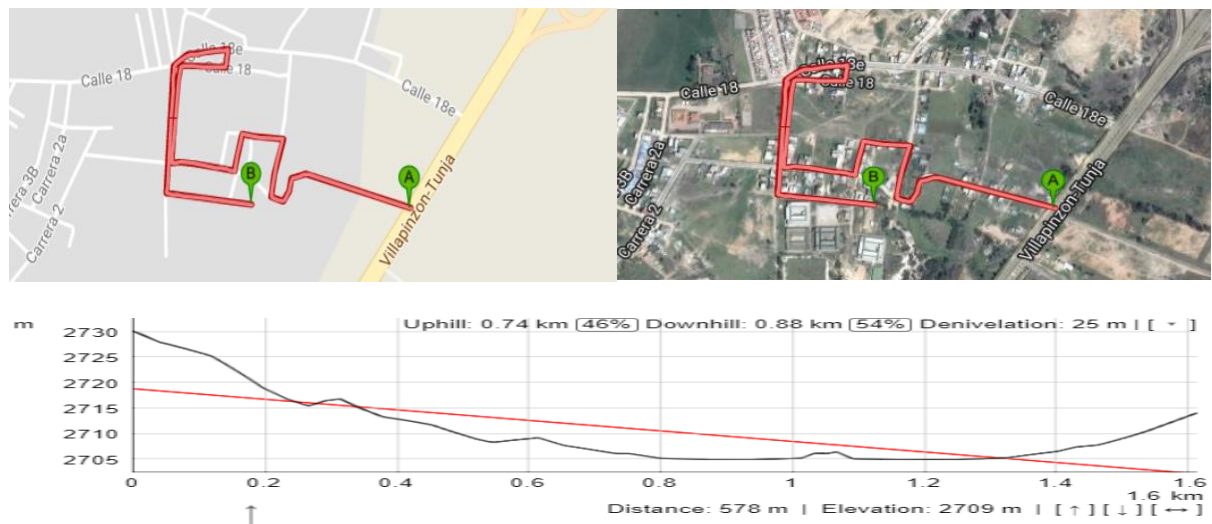 Calle 18e
Calle 18
Calle 18
Calle 18e
Carrera 3B
Carrera 2a
Carrera 2
B
A
Villapinzon-Tunja
Calle 18e
Calle 18
Calle 18
Calle 18e
3B
Carrera 2a
Carrera 2
B
A
Villapinzon-Tunja
m
Uphill: 0.74 km 46% Downhill: 0.88 km 54% Denivelation: 25 m | [ ]
2730
2725
2720
2715
2710
2705
0 0.2 0.4 0.6 0.8 1 1.2 1.4 1.6
1.6 km
↑ Distance: 578 m | Elevation: 2709 m | [ ↑ ] [ ↓ ] [ ↔ ]